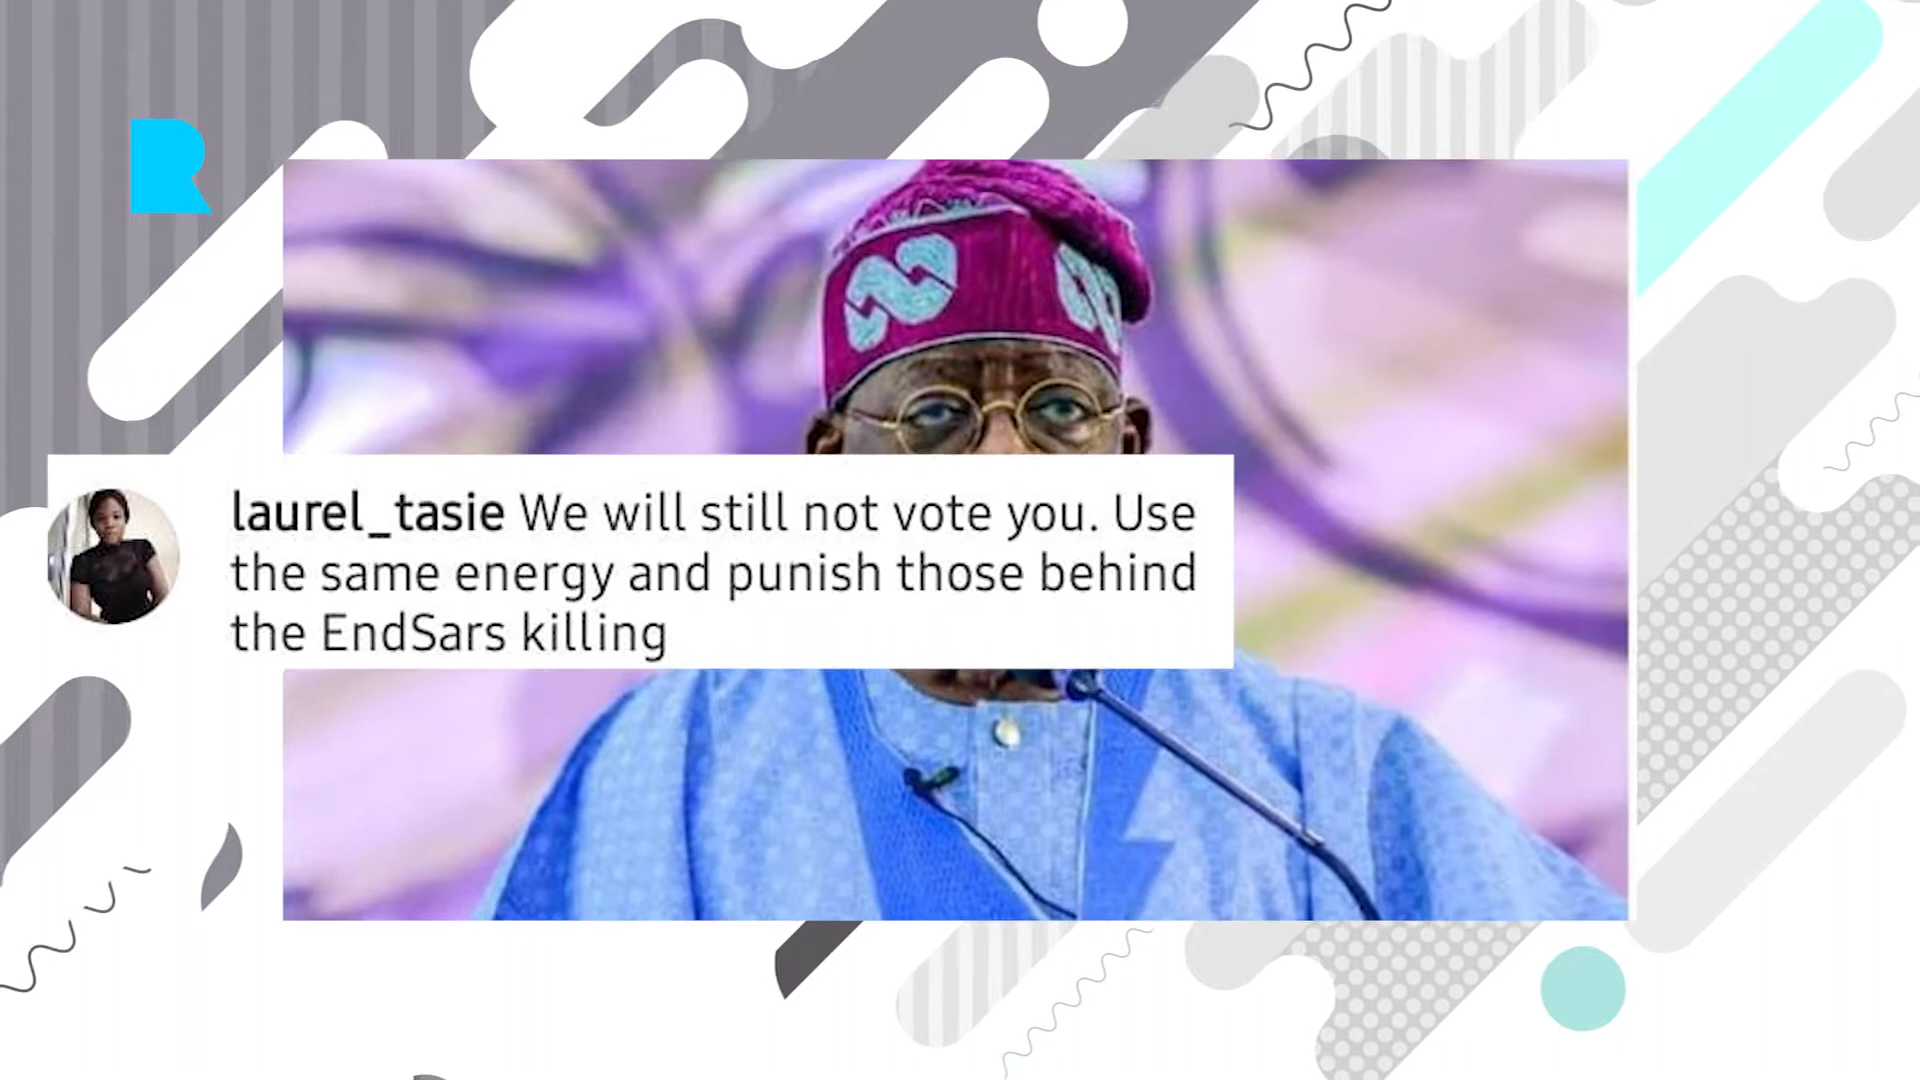 R
laurel_tasie We will still not vote you. Use
the same energy and punish those behind
the EndSars killing